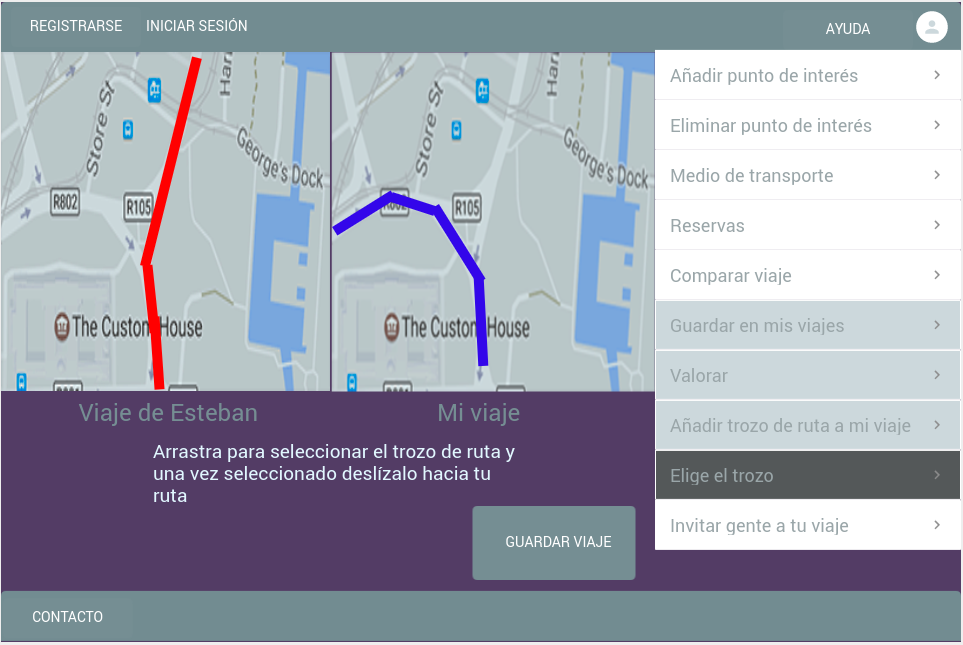 REGISTRARSE INICIAR SESIÓN
AYUDA
Store St
George's Dock
R802
R105
The Custom House
Store St
George's Dock
R105
The Custom House
Viaje de Esteban
Mi viaje
Arrastra para seleccionar el trozo de ruta y
una vez seleccionado deslízalo hacia tu
ruta
GUARDAR VIAJE
Añadir punto de interés
Eliminar punto de interés
Medio de transporte
Reservas
Comparar viaje
Guardar en mis viajes
Valorar
Añadir trozo de ruta a mi viaje
Elige el trozo
Invitar gente a tu viaje
CONTACTO